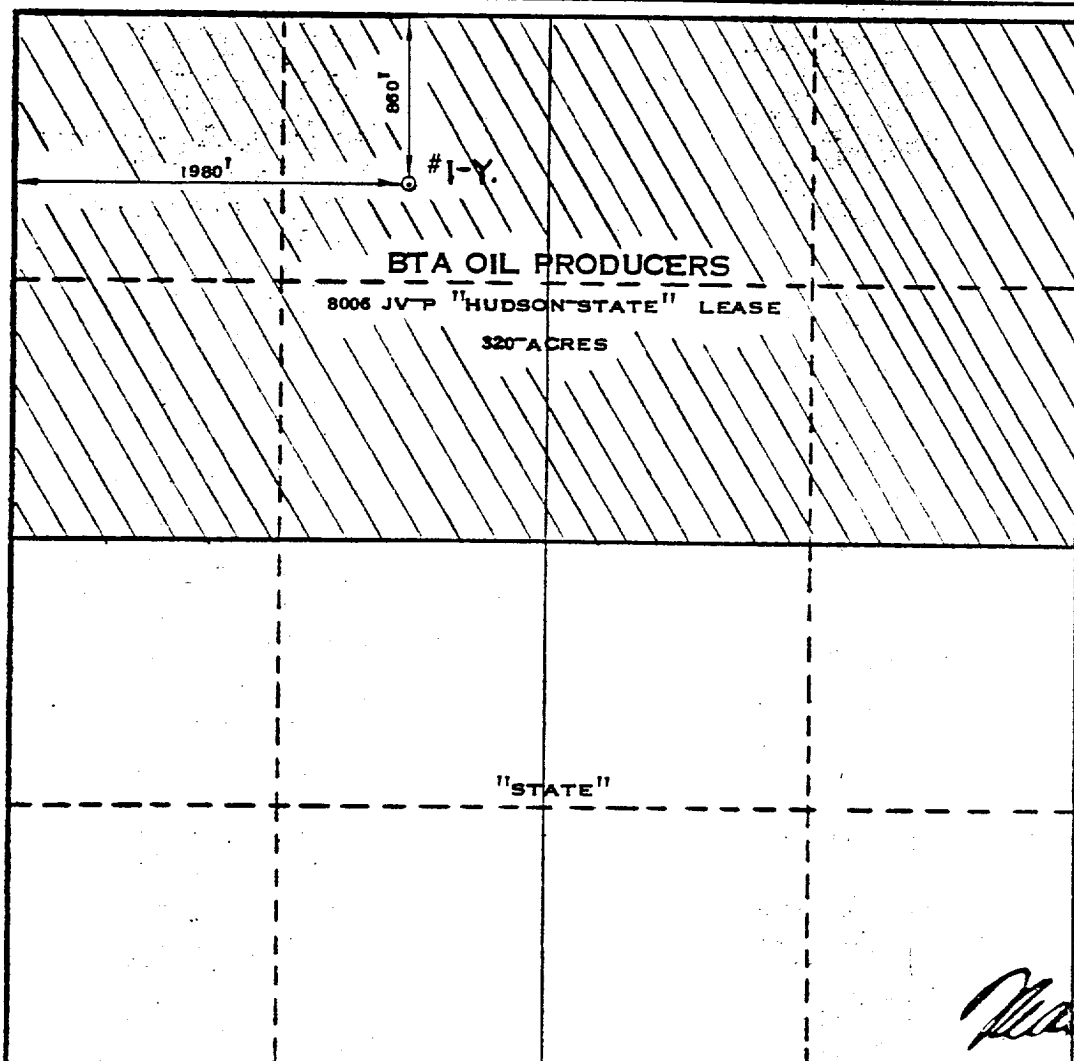 860'
1980'
#1-Y.
BTA OIL PRODUCERS
8006 JV-P "HUDSON-STATE" LEASE
320-ACRES
"STATE"